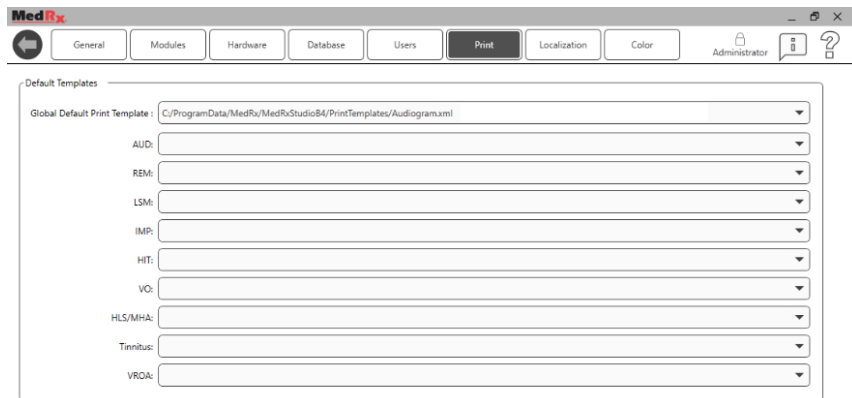 MedRx
General Modules Hardware Database Users Print Localization Color Administrator i ?
Default Templates
Global Default Print Template : C:/ProgramData/MedRx/MedRxStudio84/PrintTemplates/Audiogram.xml
AUD:
REM:
LSM:
IMP:
HIT:
VO:
HLS/MHA:
Tinnitus:
VROA: